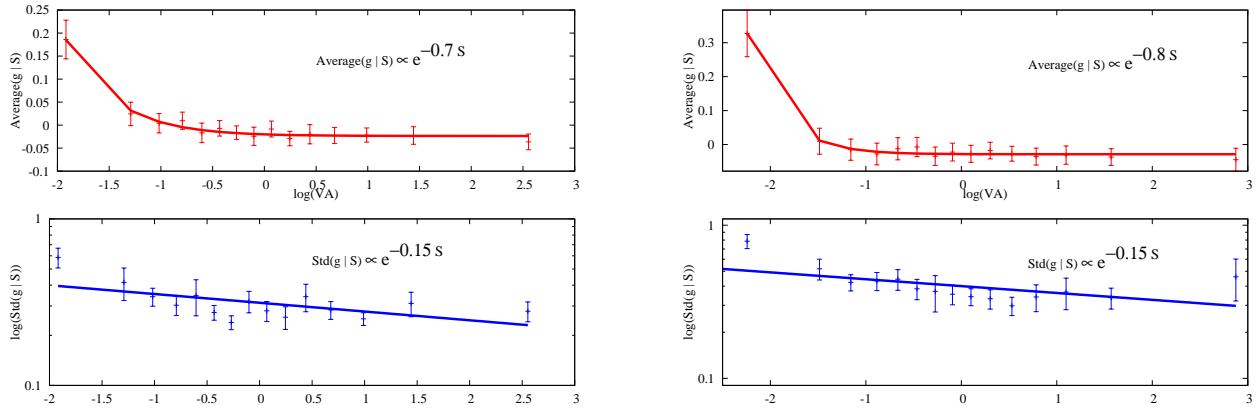 0.25
0.2
0.15
0.1
0.05
0
-0.05
-0.1
Average(g | S)
Average(g | S) ∝ e^−0.7 S
-2 -1.5 -1 -0.5 0 0.5 1 1.5 2 2.5 3
log(VA)
1
0.1
log(Std(g | S))
Std(g | S) ∝ e^−0.15 S
-2 -1.5 -1 -0.5 0 0.5 1 1.5 2 2.5 3
0.3
0.2
0.1
0
Average(g | S)
Average(g | S) ∝ e^−0.8 S
-2 -1 0 1 2 3
log(VA)
1
0.1
log(Std(g | S))
Std(g | S) ∝ e^−0.15 S
-2 -1 0 1 2 3